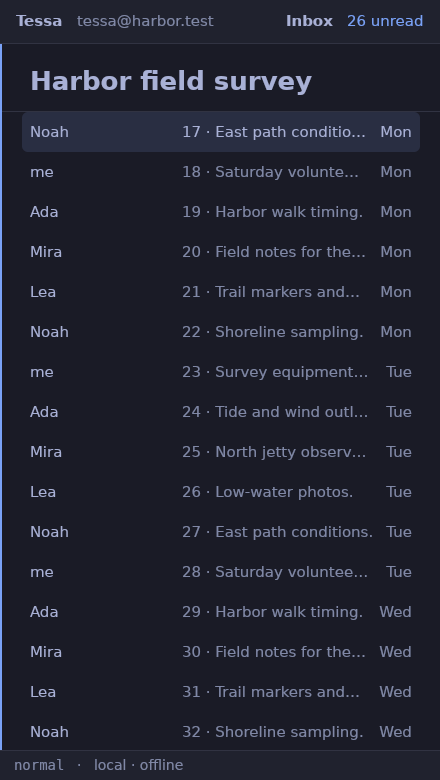 Tessa tessa@harbor.test Inbox 26 unread
Harbor field survey
Noah 17 · East path conditio... Mon
me 18 · Saturday volunte... Mon
Ada 19 · Harbor walk timing. Mon
Mira 20 · Field notes for the... Mon
Lea 21 · Trail markers and... Mon
Noah 22 · Shoreline sampling. Mon
me 23 · Survey equipment... Tue
Ada 24 · Tide and wind outl... Tue
Mira 25 · North jetty observ... Tue
Lea 26 · Low-water photos. Tue
Noah 27 · East path conditions. Tue
me 28 · Saturday voluntee... Tue
Ada 29 · Harbor walk timing. Wed
Mira 30 · Field notes for the... Wed
Lea 31 · Trail markers and... Wed
Noah 32 · Shoreline sampling. Wed
normal · local · offline